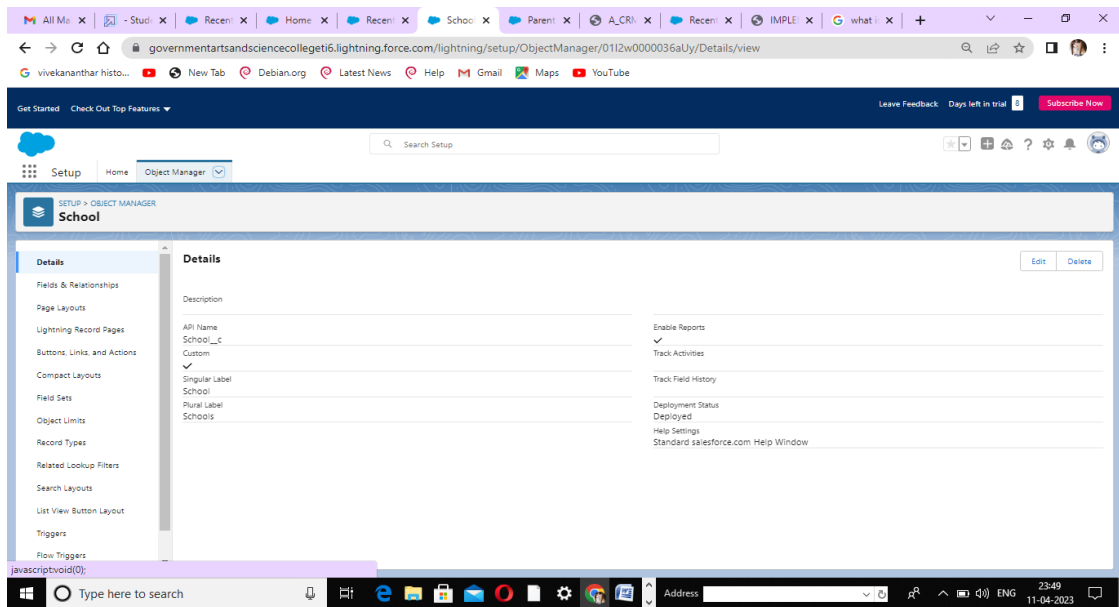 All Ma
- Stude
Recent
Home
Recent
School
Parent
A_CRM
Recent
IMPLE
what i
governmentartsandsciencecollegeti6.lightning.force.com/lightning/setup/ObjectManager/01I2w0000036aUy/Details/view
vivekananthar histo...
New Tab
Debian.org
Latest News
Help
Gmail
Maps
YouTube
Get Started Check Out Top Features
Leave Feedback Days left in trial 8 Subscribe Now
Search Setup
Setup Home Object Manager
SETUP > OBJECT MANAGER
School
Details
Fields & Relationships
Page Layouts
Lightning Record Pages
Buttons, Links, and Actions
Compact Layouts
Field Sets
Object Limits
Record Types
Related Lookup Filters
Search Layouts
List View Button Layout
Triggers
Flow Triggers
Details
Edit Delete
Description
API Name
School__c
Custom
Singular Label
School
Plural Label
Schools
Enable Reports
Track Activities
Track Field History
Deployment Status
Deployed
Help Settings
Standard salesforce.com Help Window
javascript:void(0);
Type here to search
Address
ENG
23:49
11-04-2023